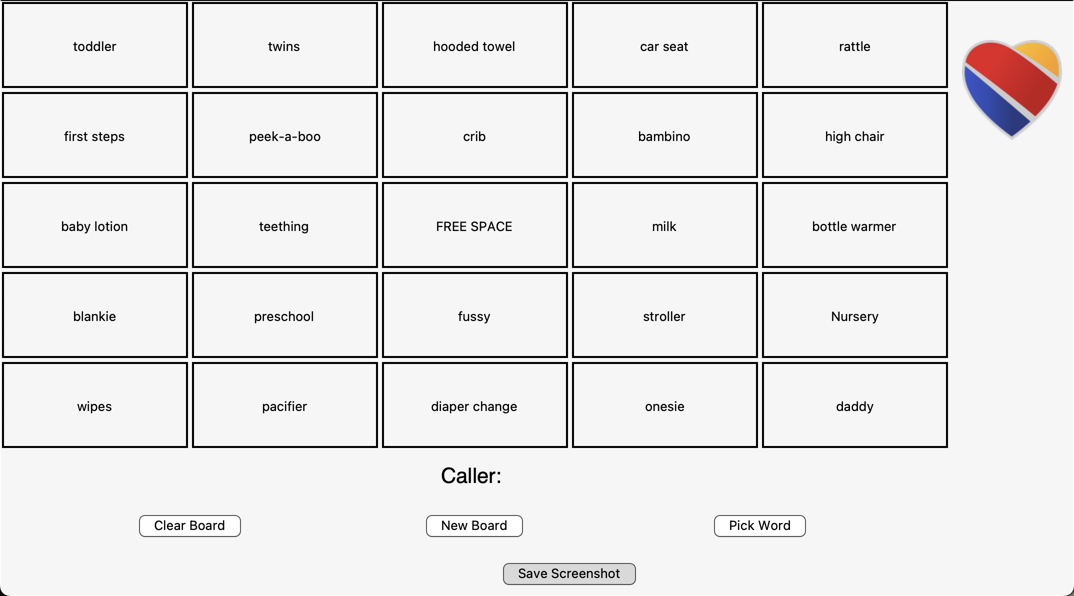 toddler twins hooded towel car seat rattle
first steps peek-a-boo crib bambino high chair
baby lotion teething FREE SPACE milk bottle warmer
blankie preschool fussy stroller Nursery
wipes pacifier diaper change onesie daddy
Caller:
Clear Board New Board Pick Word
Save Screenshot